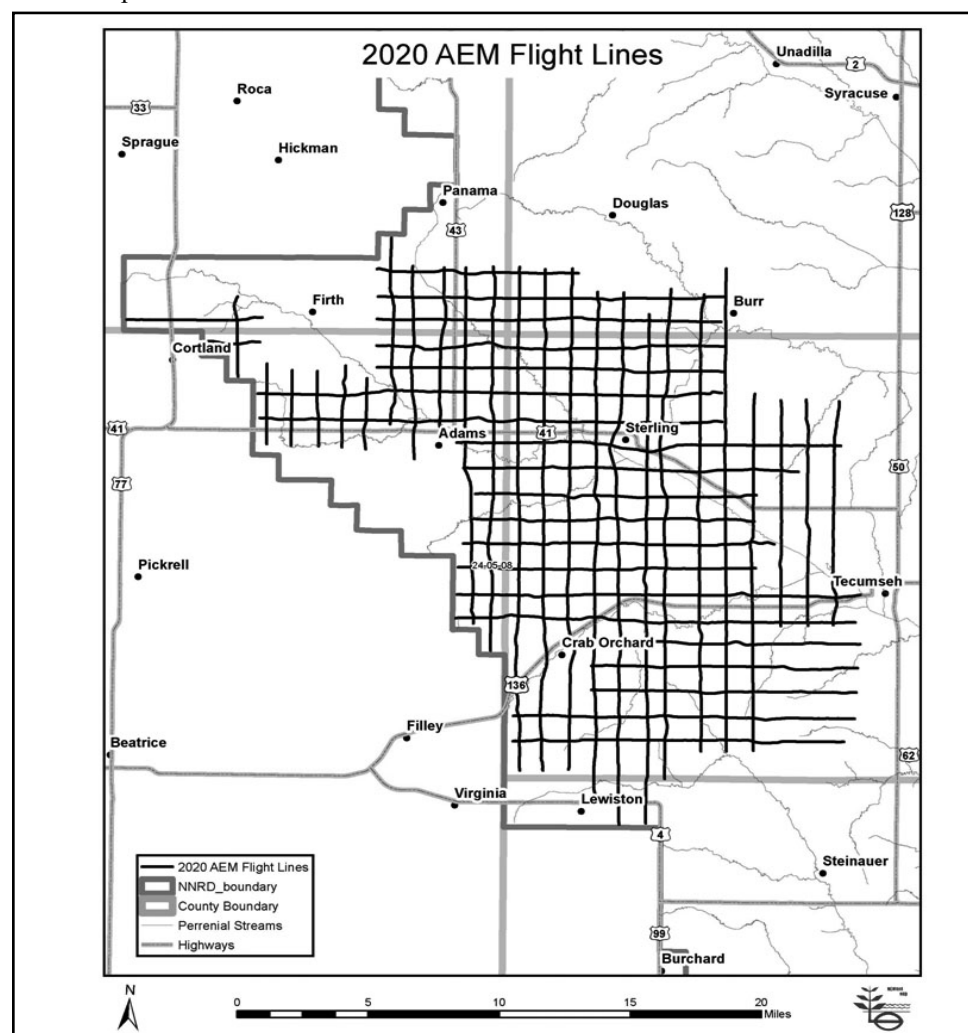 2020 AEM Flight Lines
Unadilla
2
Roca
Syracuse
33
Sprague
Hickman
Panama
Douglas
128
43
Firth
Burr
Cortland
41
Adams
41
Sterling
50
77
24-05-08
Pickrell
Tecumseh
Crab Orchard
136
Filley
Beatrice
62
Virginia
Lewiston
4
Steinauer
2020 AEM Flight Lines
NNRD_boundary
County Boundary
Perrenial Streams
Highways
99
Burchard
N
0 5 10 15 20
Miles